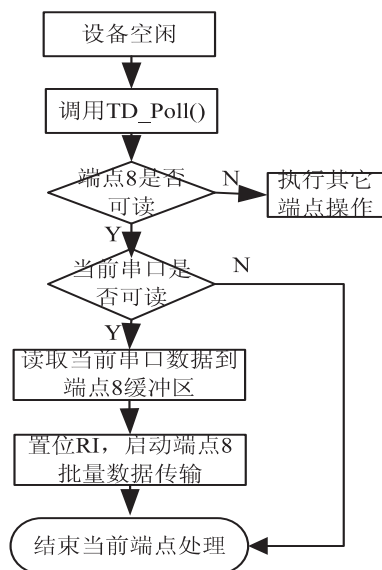 设备空闲
调用TD_Poll()
端点8是否
可读
N
执行其它
端点操作
Y
当前串口是
否可读
N
Y
读取当前串口数据到
端点8缓冲区
置位RI，启动端点8
批量数据传输
结束当前端点处理